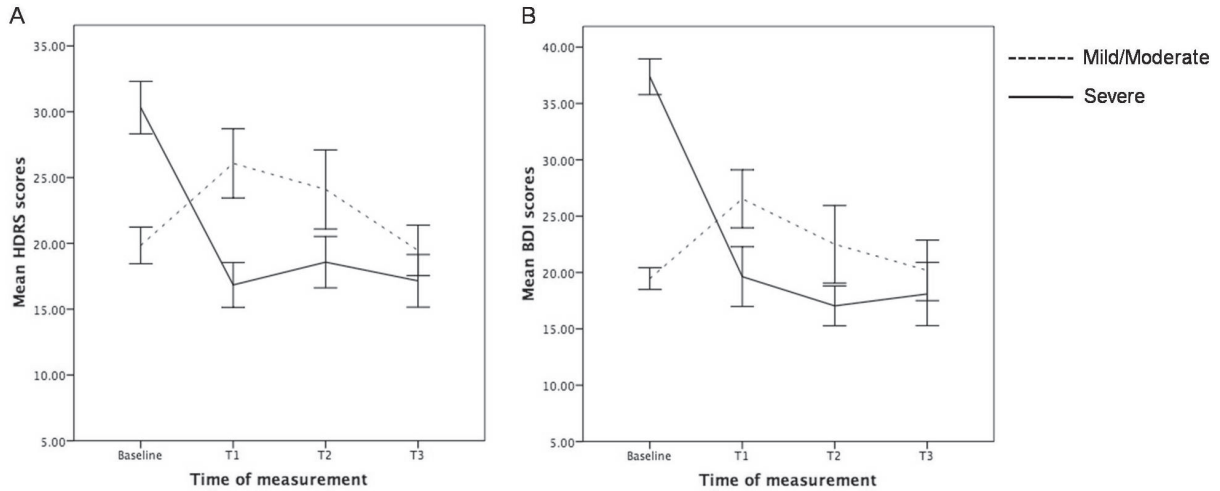 A
Mean HDRS scores
35.00
30.00
25.00
20.00
15.00
10.00
5.00
Baseline T1 T2 T3
Time of measurement
B
Mean BDI scores
40.00
35.00
30.00
25.00
20.00
15.00
10.00
5.00
Baseline T1 T2 T3
Time of measurement
Mild/Moderate
Severe